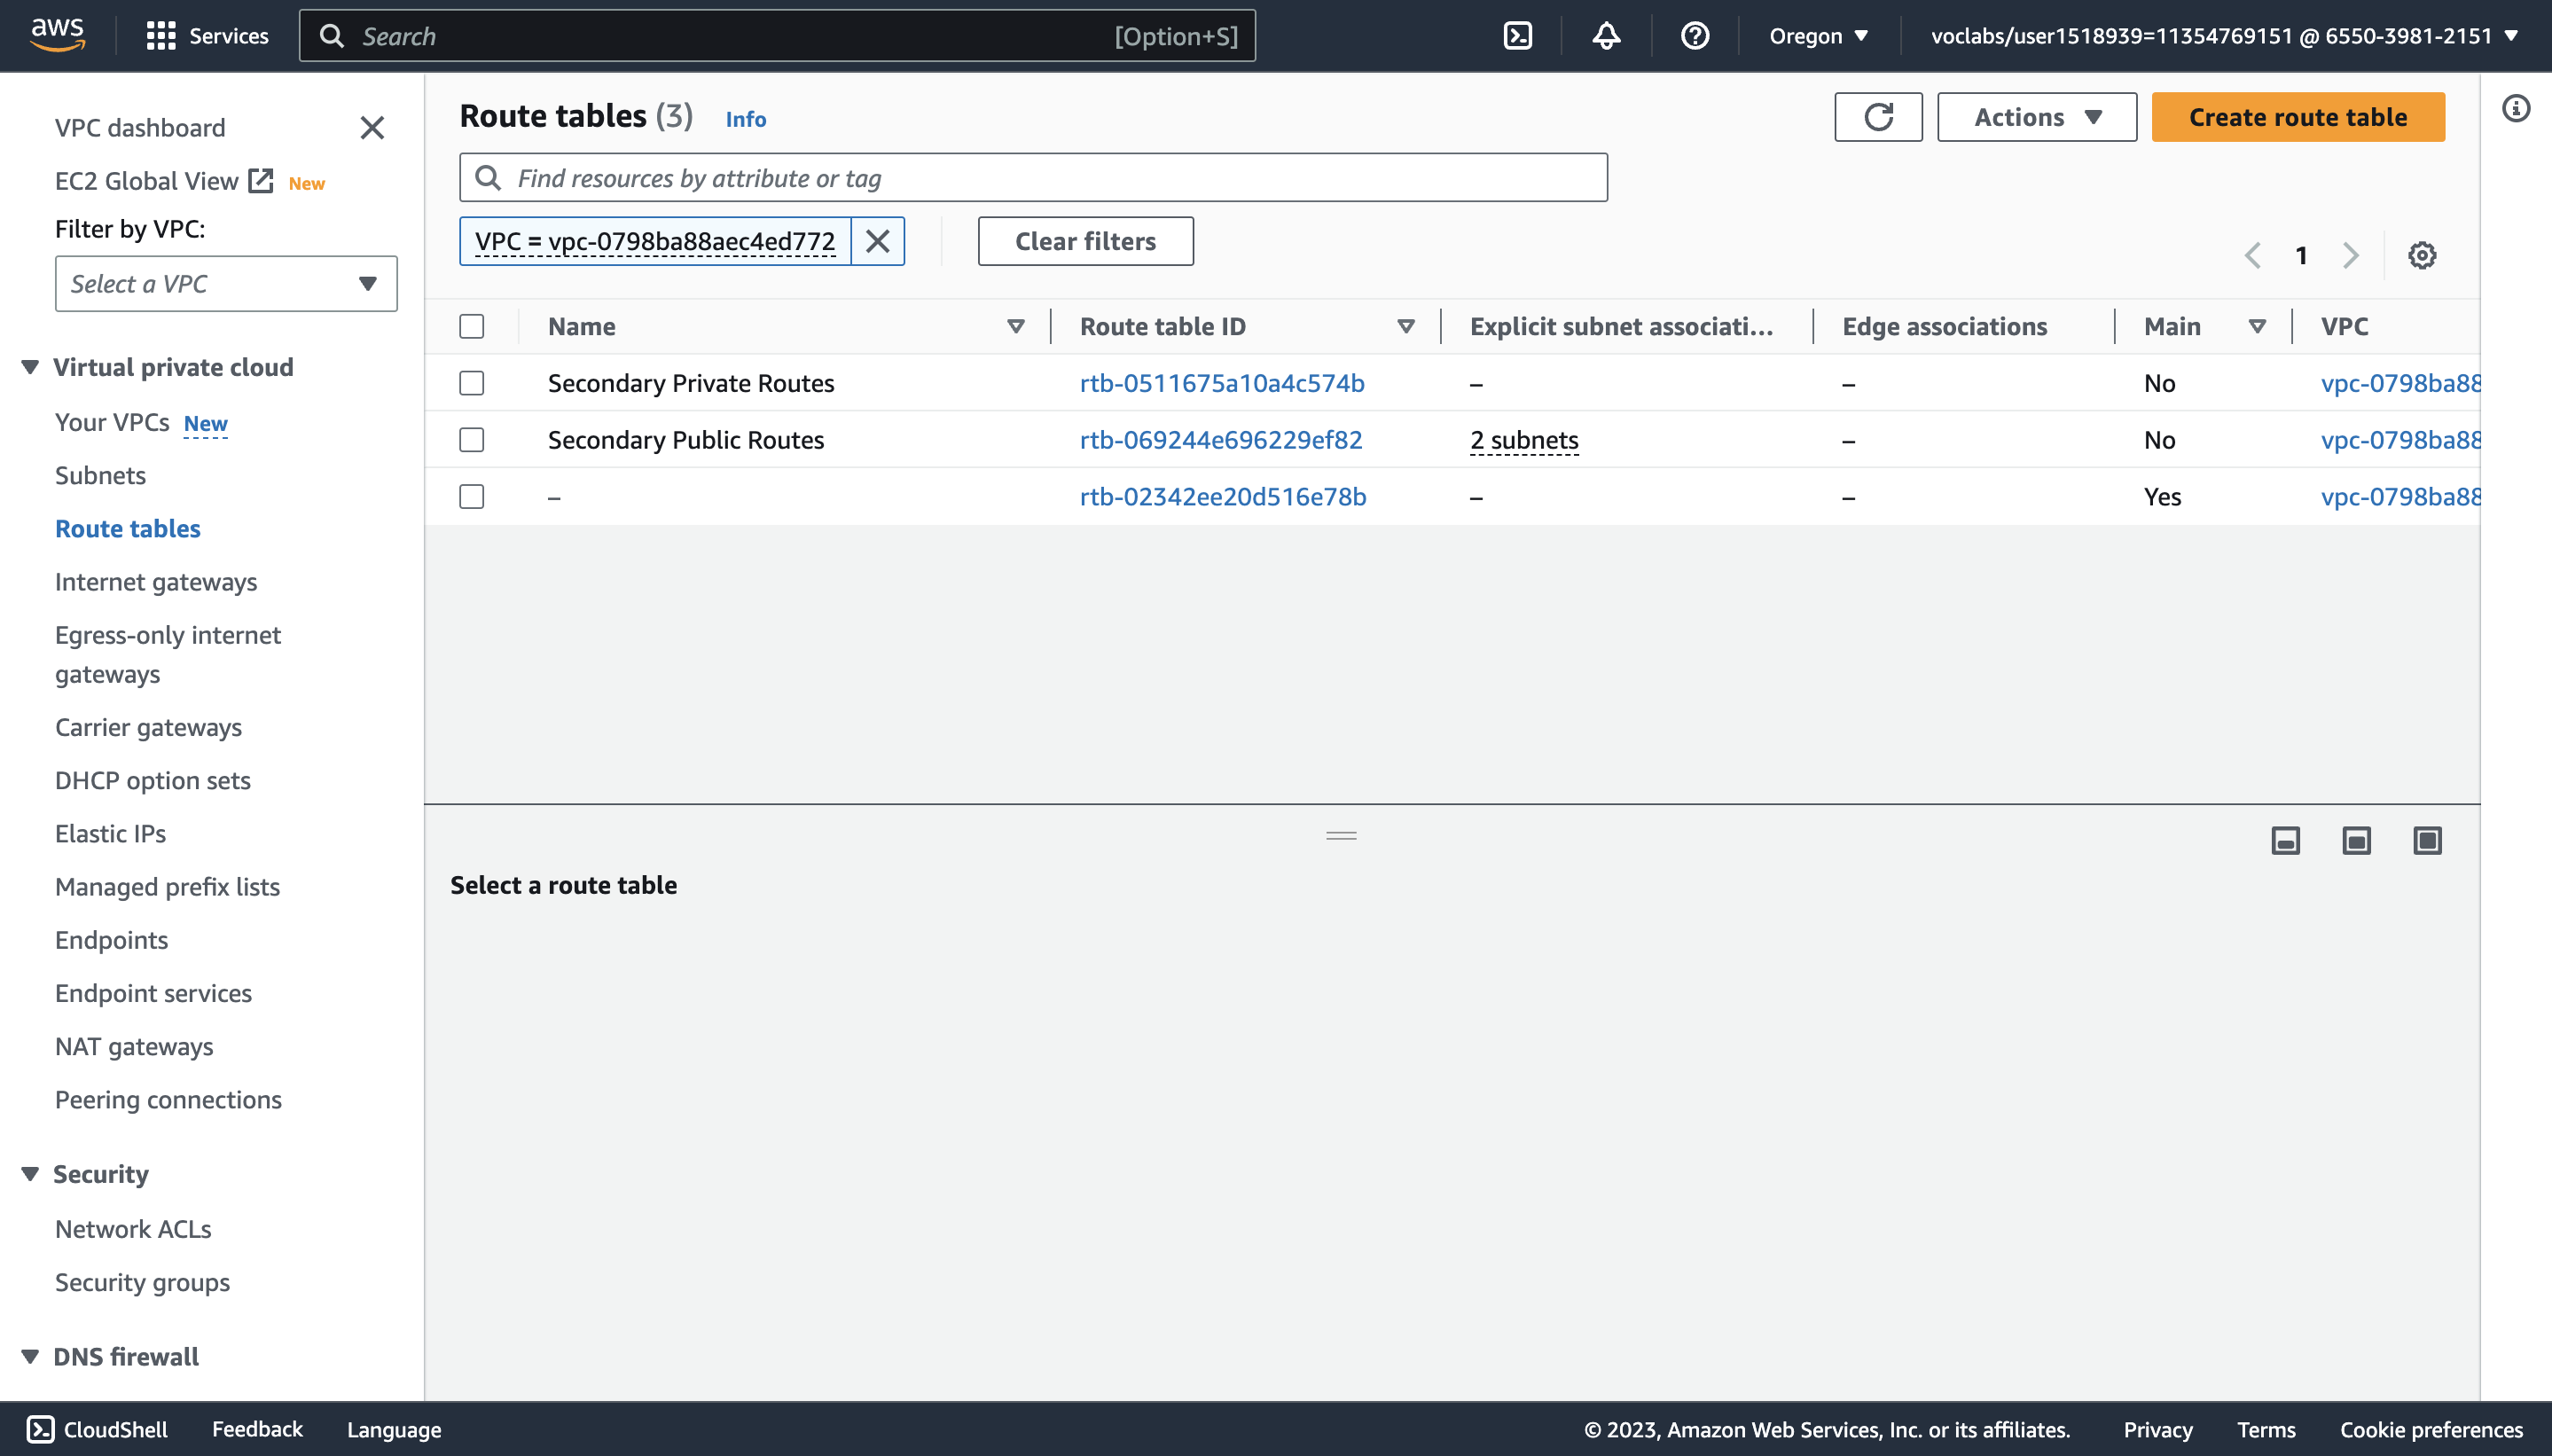 aws
Services
Search [Option+S]
Oregon
voclabs/user1518939=11354769151 @ 6550-3981-2151
VPC dashboard
EC2 Global View New
Filter by VPC:
Select a VPC
Virtual private cloud
Your VPCs New
Subnets
Route tables
Internet gateways
Egress-only internet
gateways
Carrier gateways
DHCP option sets
Elastic IPs
Managed prefix lists
Endpoints
Endpoint services
NAT gateways
Peering connections
Security
Network ACLs
Security groups
DNS firewall
Route tables (3) Info
Actions
Create route table
Find resources by attribute or tag
VPC = vpc-0798ba88aec4ed772
Clear filters
1
Name Route table ID Explicit subnet associati... Edge associations Main VPC
Secondary Private Routes rtb-0511675a10a4c574b – – No vpc-0798ba88
Secondary Public Routes rtb-069244e696229ef82 2 subnets – No vpc-0798ba88
– rtb-02342ee20d516e78b – – Yes vpc-0798ba88
Select a route table
CloudShell Feedback Language © 2023, Amazon Web Services, Inc. or its affiliates. Privacy Terms Cookie preferences